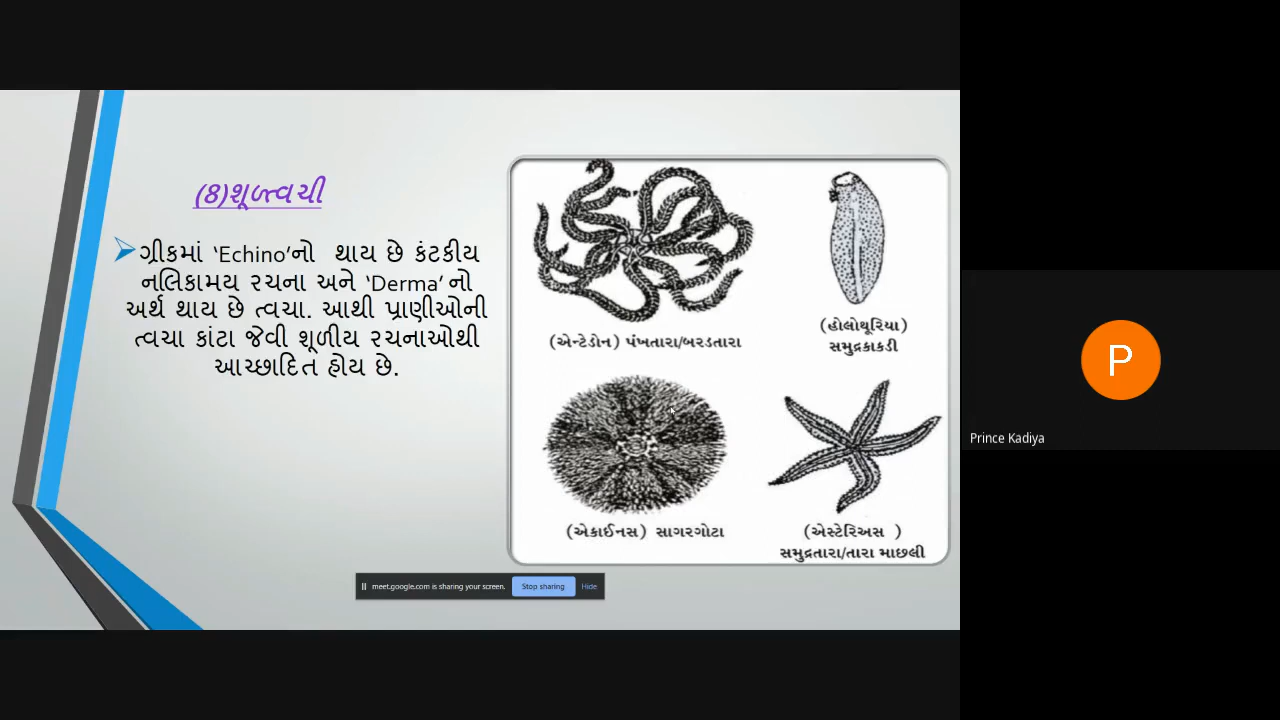 (8)શૂળત્વચી
ગ્રીકમાં ‘Echino’નો થાય છે કંટકીય
નલિકામય રચના અને ‘Derma’ નો
અર્થ થાય છે ત્વચા. આથી પ્રાણીઓની
ત્વચા કાંટા જેવી શૂળીય રચનાઓથી
આચ્છાદિત હોય છે.
(એન્ટેડોન) પંખતારા/બરડતારા
(હોલોથૂરિયા)
સમુદ્રકાકડી
(એકાઈનસ) સાગરગોટા
(એસ્ટેરિઅસ )
સમુદ્રતારા/તારા માછલી
meet.google.com is sharing your screen.
Stop sharing
Hide
P
Prince Kadiya